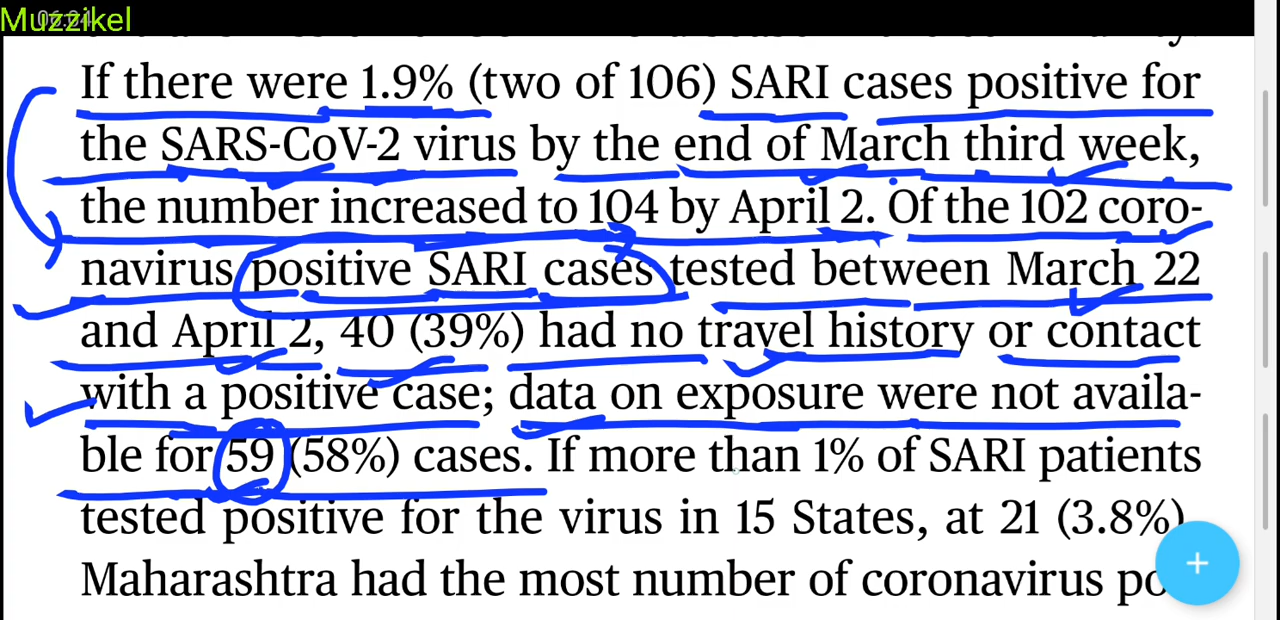 Muzzikel
06:04
If there were 1.9% (two of 106) SARI cases positive for
the SARS-CoV-2 virus by the end of March third week,
the number increased to 104 by April 2. Of the 102 coro-
navirus positive SARI cases tested between March 22
and April 2, 40 (39%) had no travel history or contact
with a positive case; data on exposure were not availa-
ble for 59 (58%) cases. If more than 1% of SARI patients
tested positive for the virus in 15 States, at 21 (3.8%)
Maharashtra had the most number of coronavirus po